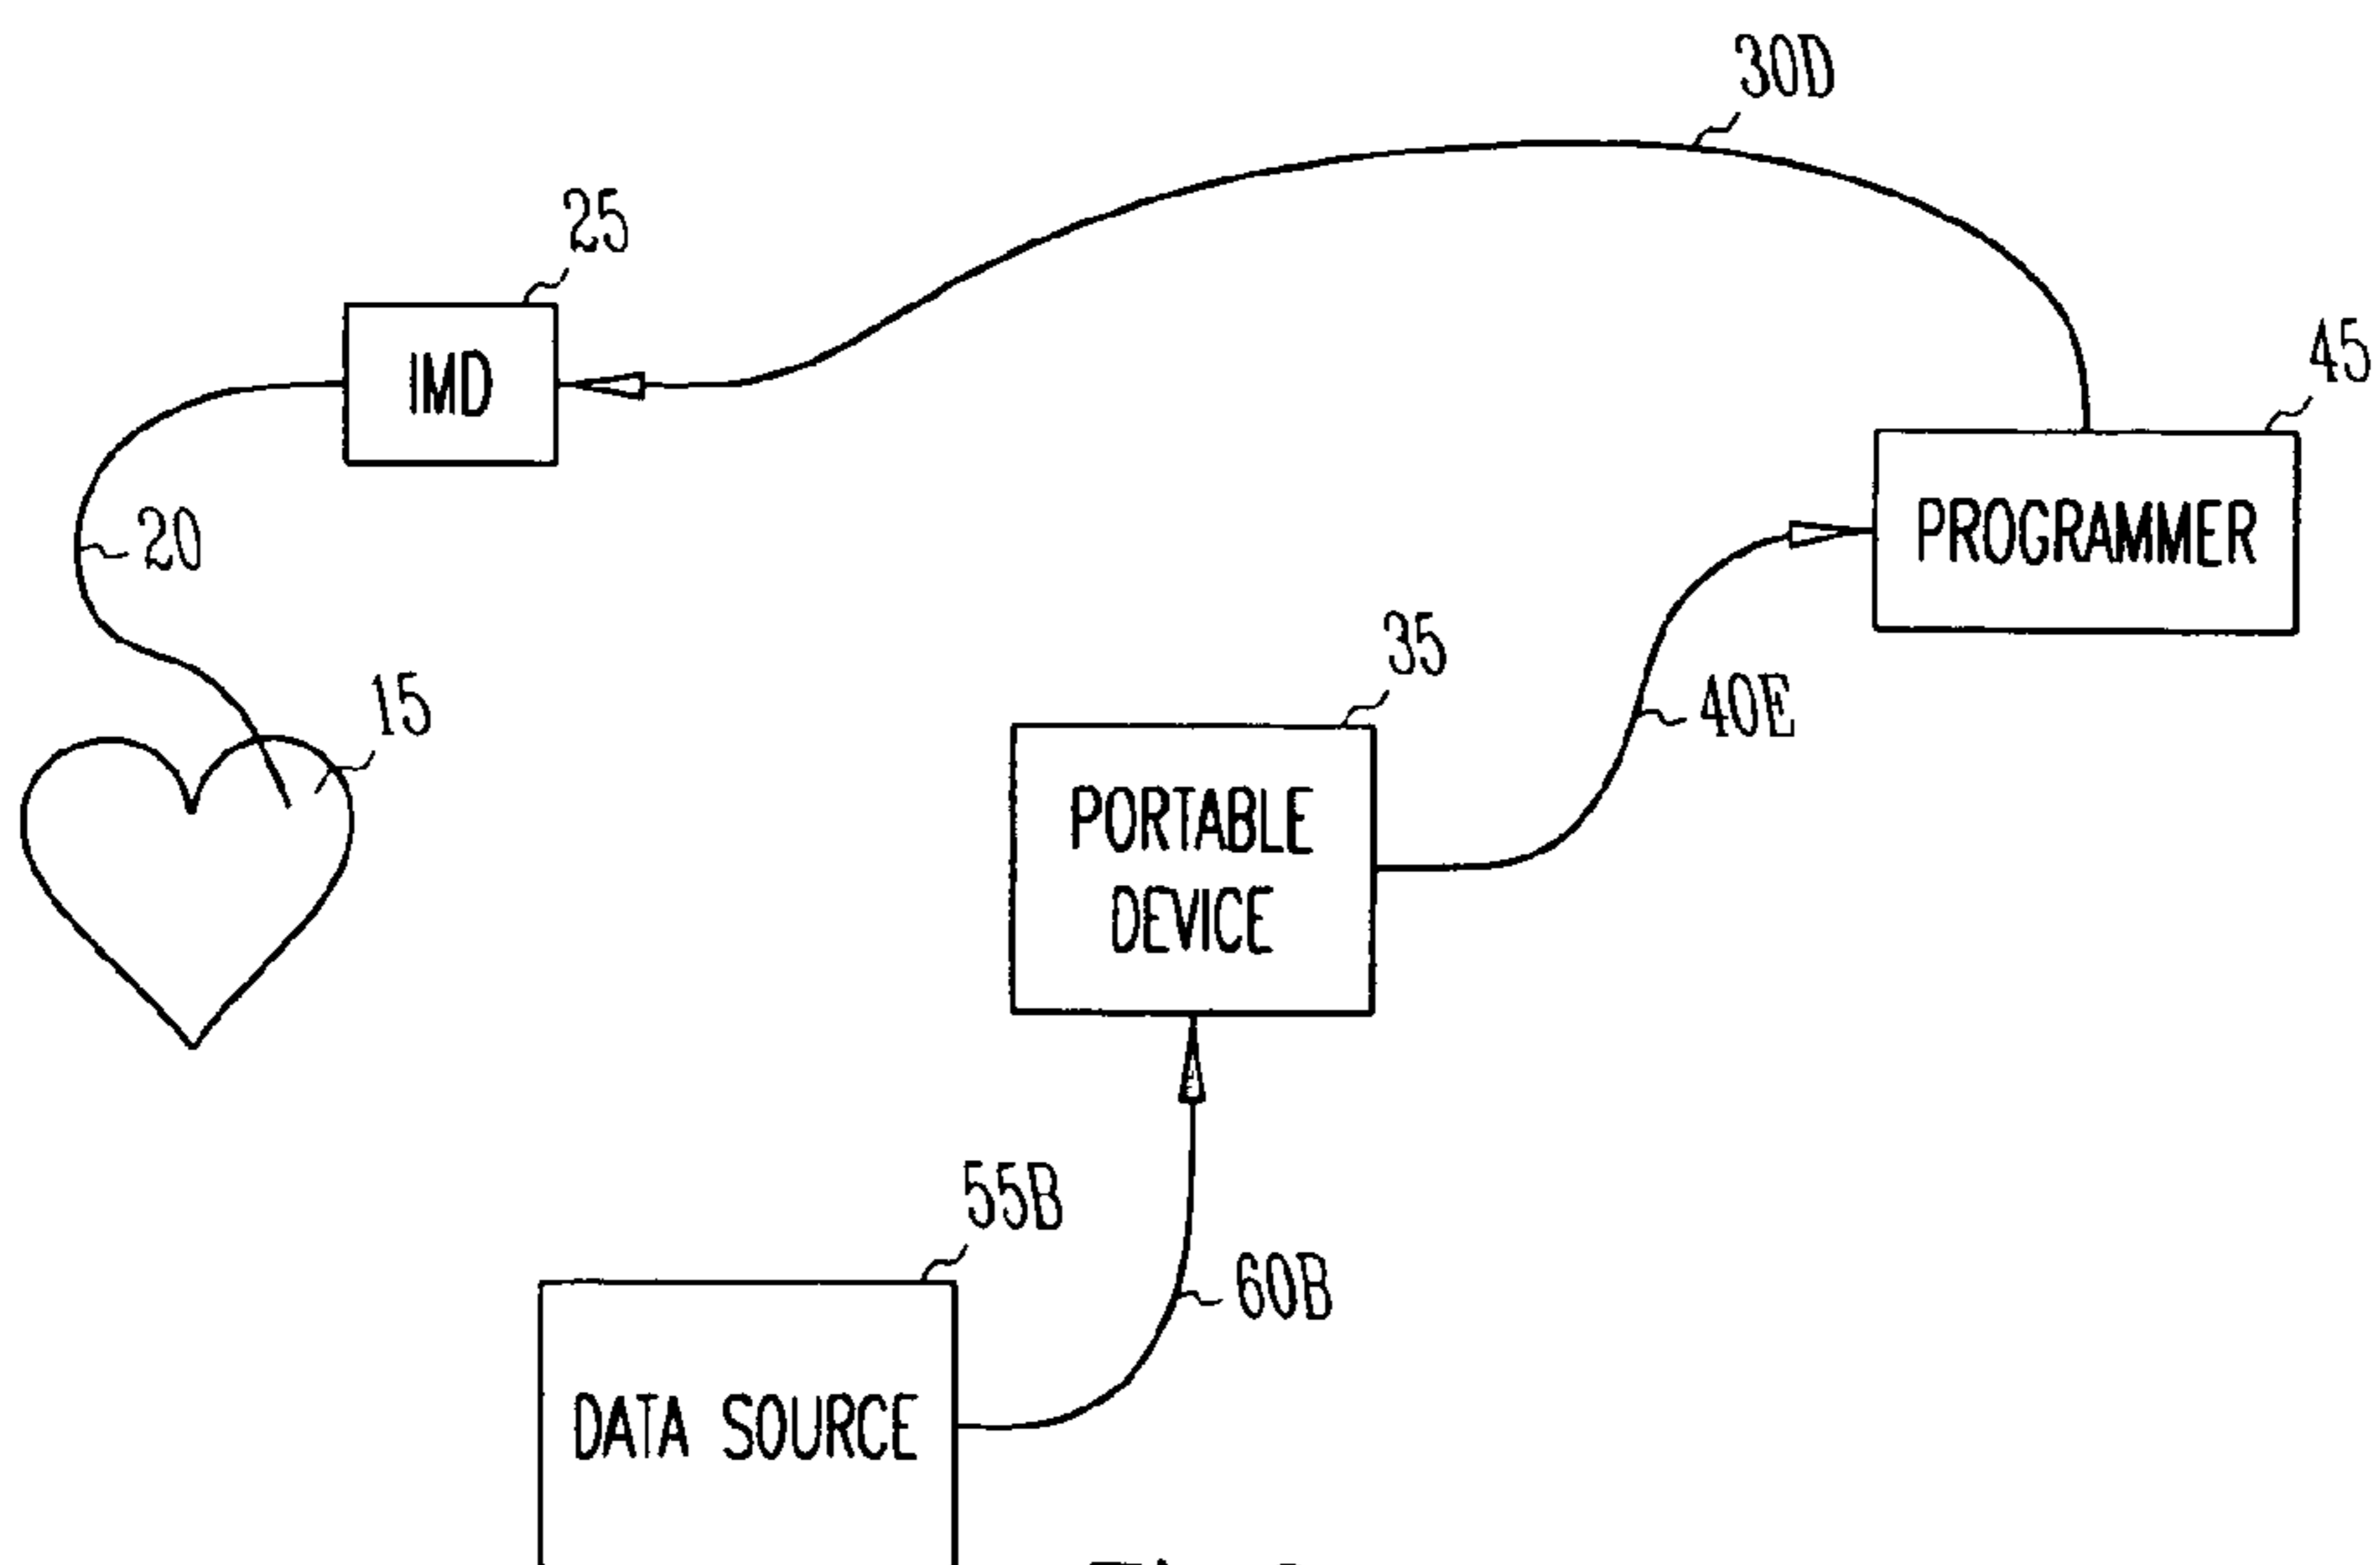 30D
25
IMD
45
PROGRAMMER
20
35
15
40E
PORTABLE
DEVICE
55B
60B
DATA SOURCE